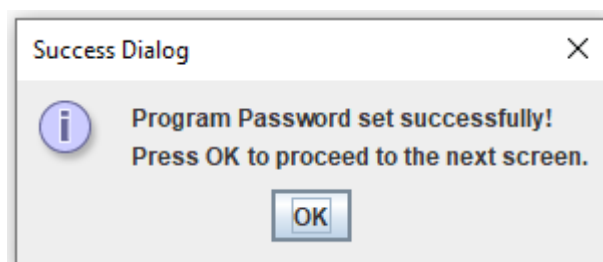 Success Dialog
Program Password set successfully!
Press OK to proceed to the next screen.
OK